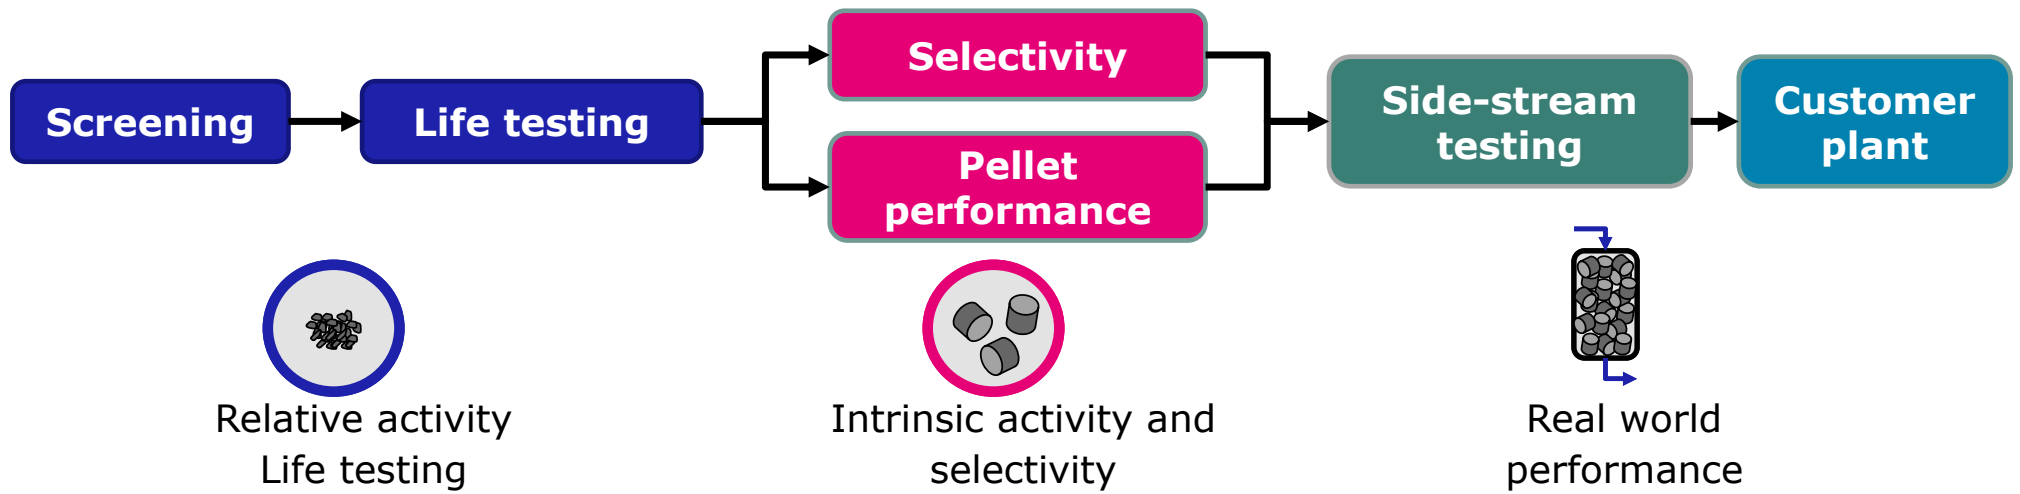 Screening
Life testing
Selectivity
Pellet
performance
Side-stream
testing
Customer
plant
Relative activity
Life testing
Intrinsic activity and
selectivity
Real world
performance